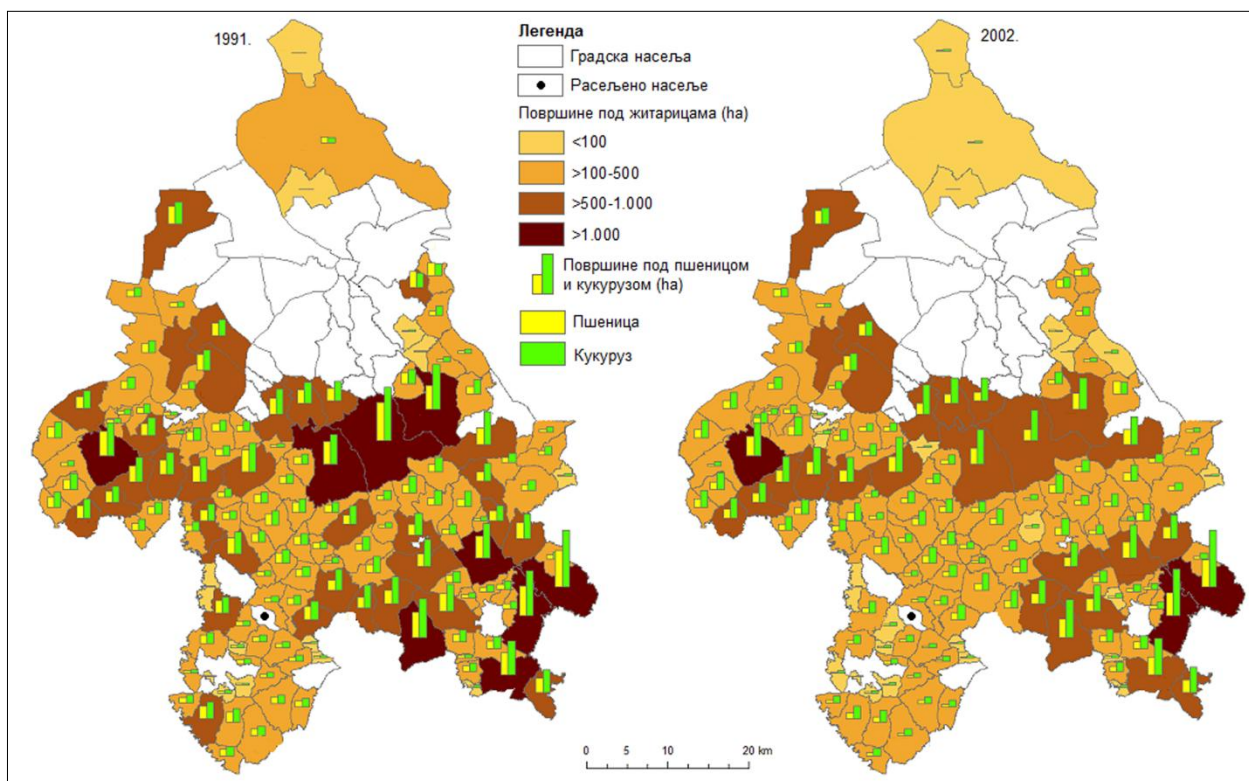 1991.
Легенда
Градска насеља
Расељено насеље
Површине под житарицама (ha)
<100
>100-500
>500-1.000
>1.000
Површине под пшеницом
и кукурузом (ha)
Пшеница
Кукуруз
2002.
0 5 10 20 km